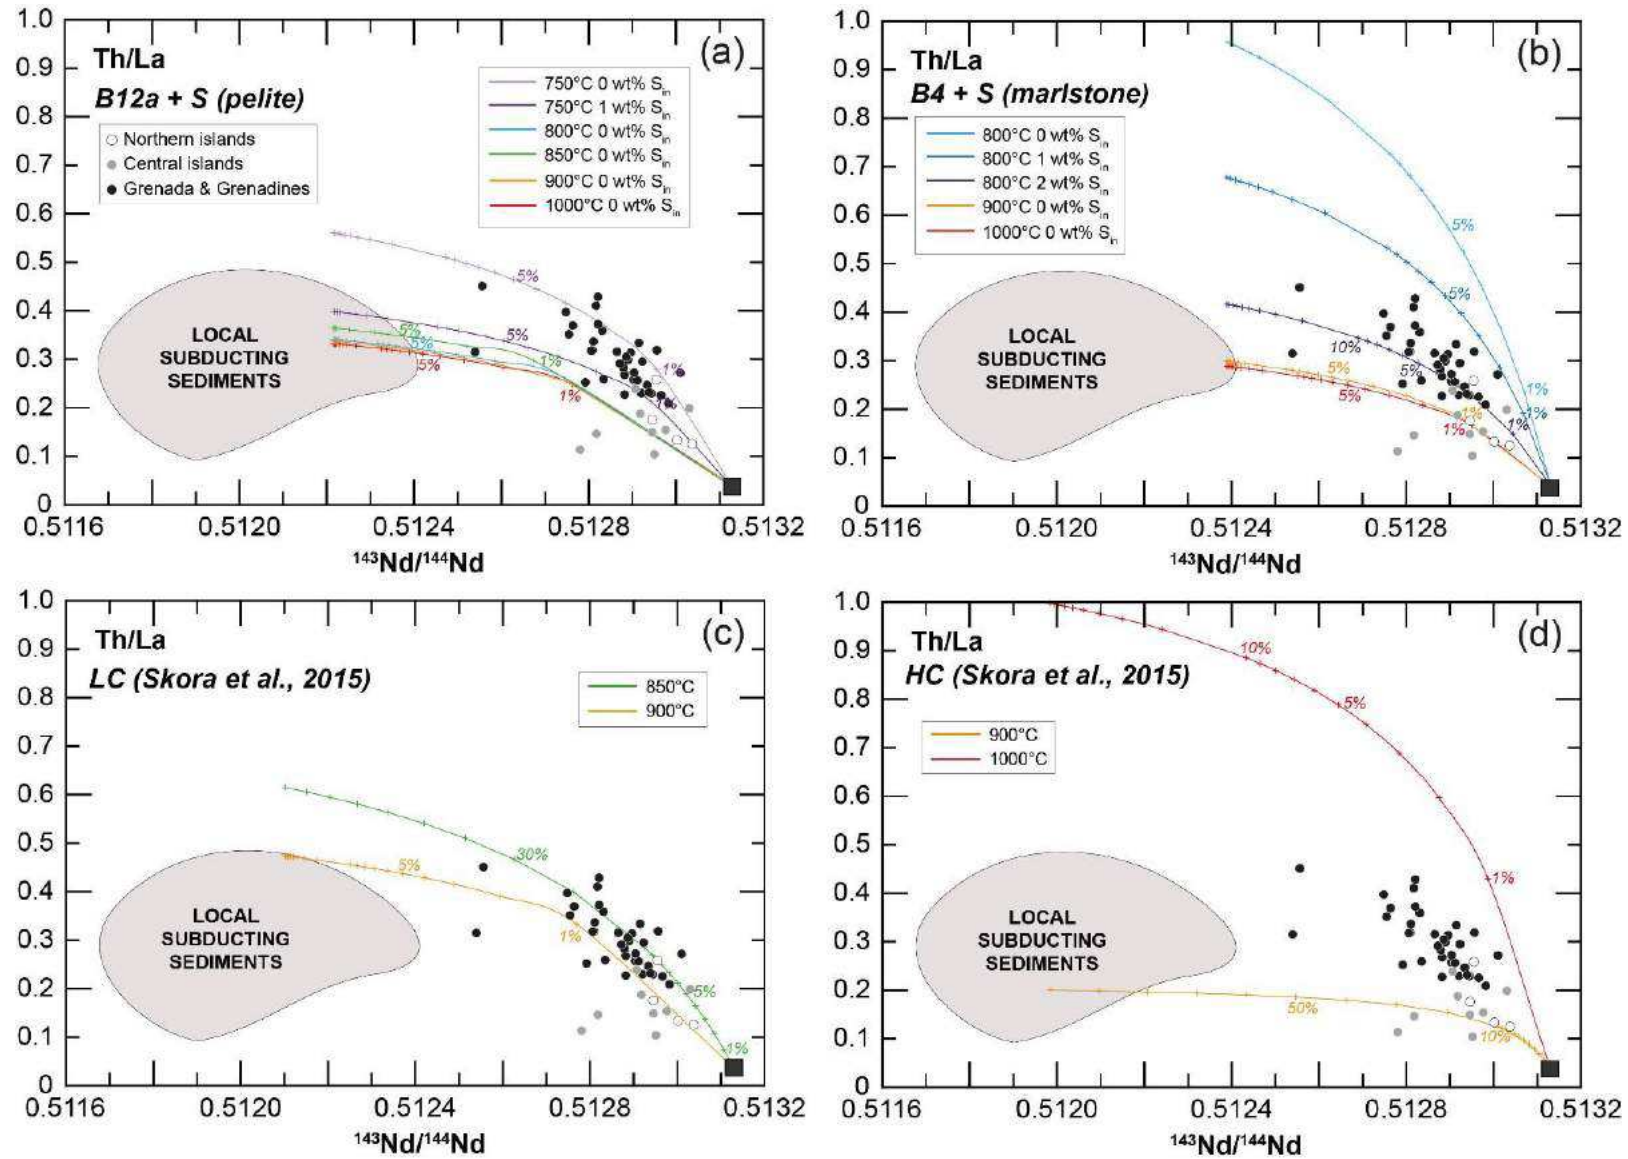 1.0
0.9
0.8
0.7
0.6
0.5
0.4
0.3
0.2
0.1
0
Th/La
B12a + S (pelite)
(a)
Northern islands
Central islands
Grenada & Grenadines
750°C 0 wt% Sin
750°C 1 wt% Sin
800°C 0 wt% Sin
850°C 0 wt% Sin
900°C 0 wt% Sin
1000°C 0 wt% Sin
LOCAL
SUBDUCTING
SEDIMENTS
5%
5%
5%
5%
5%
1%
1%
1%
1%
0.5116
0.5120
0.5124
0.5128
0.5132
143Nd/144Nd
1.0
0.9
0.8
0.7
0.6
0.5
0.4
0.3
0.2
0.1
0
Th/La
B4 + S (marlstone)
(b)
800°C 0 wt% Sin
800°C 1 wt% Sin
800°C 2 wt% Sin
900°C 0 wt% Sin
1000°C 0 wt% Sin
LOCAL
SUBDUCTING
SEDIMENTS
5%
5%
10%
5%
5%
5%
1%
1%
1%
1%
1%
0.5116
0.5120
0.5124
0.5128
0.5132
143Nd/144Nd
1.0
0.9
0.8
0.7
0.6
0.5
0.4
0.3
0.2
0.1
0
Th/La
LC (Skora et al., 2015)
(c)
850°C
900°C
LOCAL
SUBDUCTING
SEDIMENTS
30%
5%
1%
5%
1%
0.5116
0.5120
0.5124
0.5128
0.5132
143Nd/144Nd
1.0
0.9
0.8
0.7
0.6
0.5
0.4
0.3
0.2
0.1
0
Th/La
HC (Skora et al., 2015)
(d)
900°C
1000°C
LOCAL
SUBDUCTING
SEDIMENTS
10%
5%
1%
50%
10%
0.5116
0.5120
0.5124
0.5128
0.5132
143Nd/144Nd